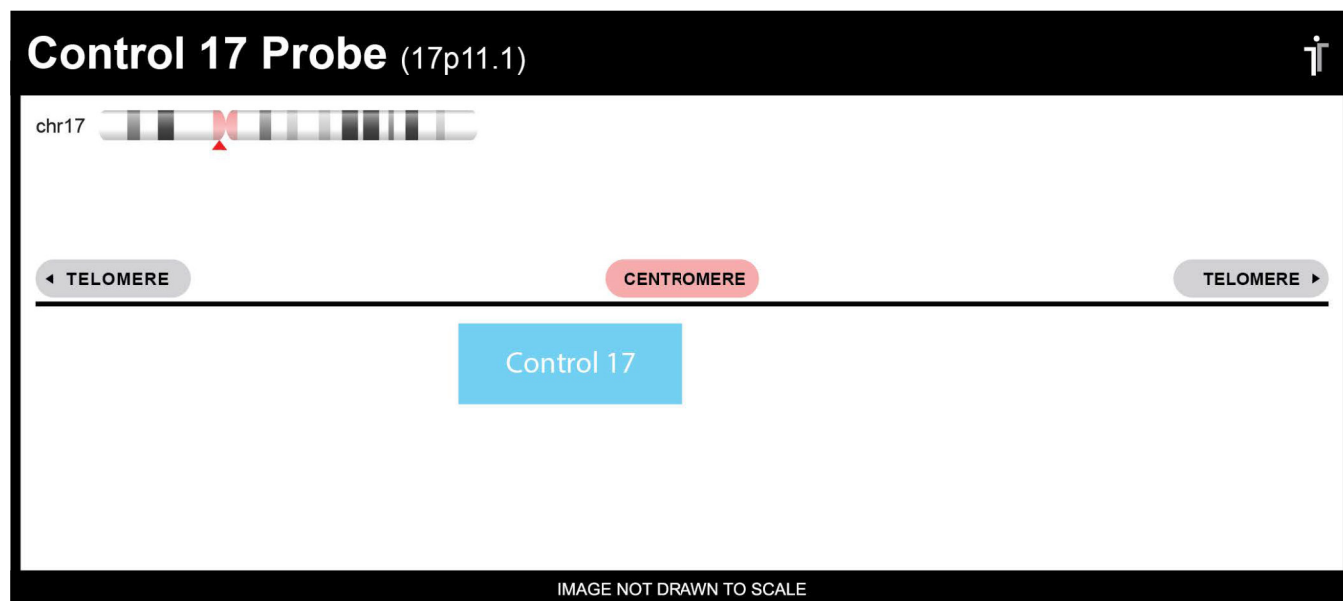 Control 17 Probe (17p11.1)
chr17
TELOMERE
CENTROMERE
TELOMERE
Control 17
IMAGE NOT DRAWN TO SCALE